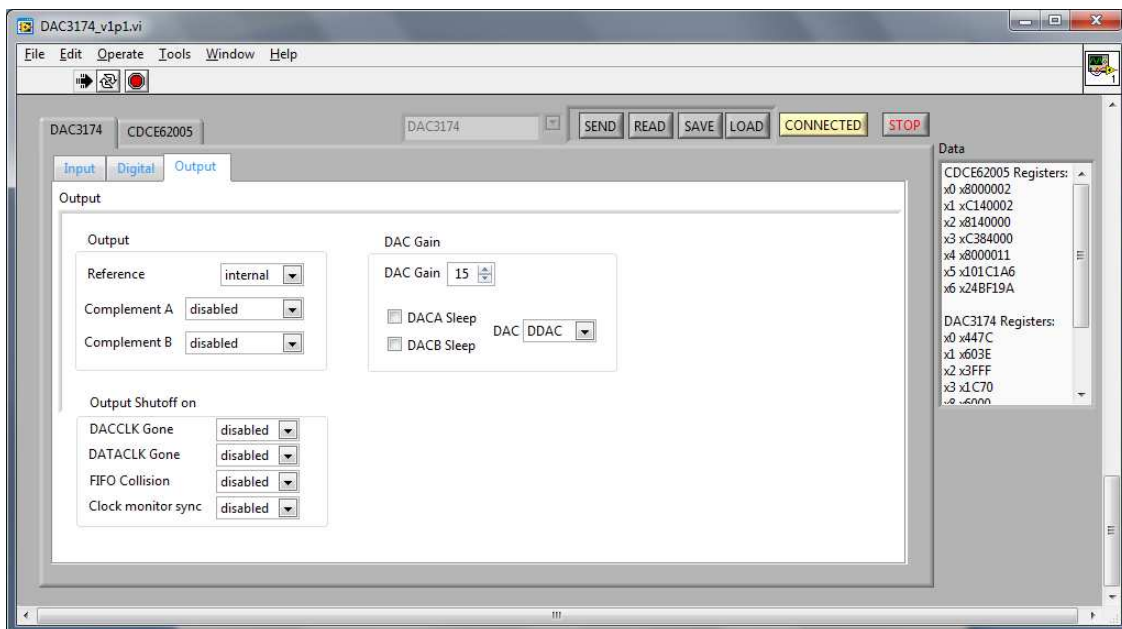 DAC3174_v1p1.vi
File Edit Operate Tools Window Help
1
DAC3174 CDCE62005
DAC3174
SEND READ SAVE LOAD CONNECTED STOP
Input Digital Output
Output
Output
Reference internal
Complement A disabled
Complement B disabled
DAC Gain
DAC Gain 15
DACA Sleep
DACB Sleep
DAC DDAC
Output Shutoff on
DACCLK Gone disabled
DATACLK Gone disabled
FIFO Collision disabled
Clock monitor sync disabled
Data
CDCE62005 Registers:
x0 x8000002
x1 xC140002
x2 x8140000
x3 xC384000
x4 x8000011
x5 x101C1A6
x6 x24BF19A
DAC3174 Registers:
x0 x447C
x1 x603E
x2 x3FFF
x3 x1C70